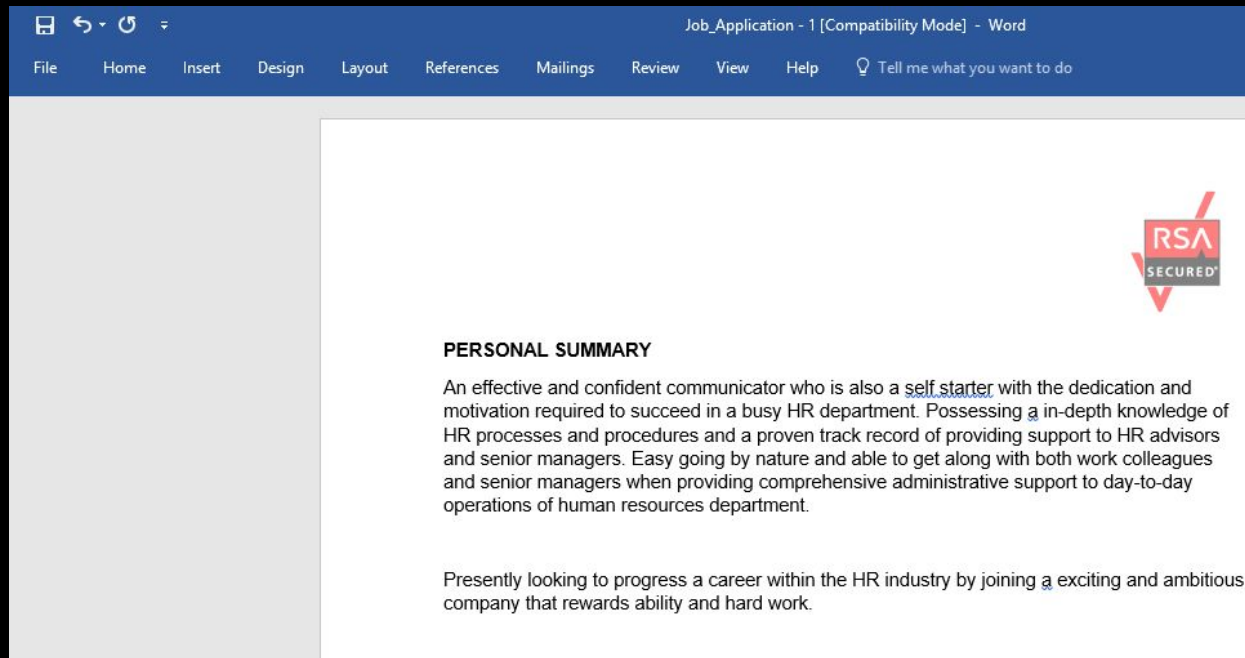 Job_Application - 1 [Compatibility Mode] - Word
File Home Insert Design Layout References Mailings Review View Help Tell me what you want to do
RSA
SECURED®
PERSONAL SUMMARY
An effective and confident communicator who is also a self starter with the dedication and
motivation required to succeed in a busy HR department. Possessing a in-depth knowledge of
HR processes and procedures and a proven track record of providing support to HR advisors
and senior managers. Easy going by nature and able to get along with both work colleagues
and senior managers when providing comprehensive administrative support to day-to-day
operations of human resources department.
Presently looking to progress a career within the HR industry by joining a exciting and ambitious
company that rewards ability and hard work.